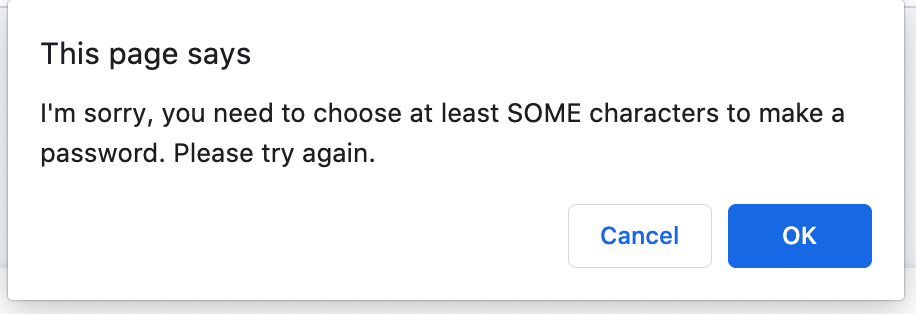 This page says
I'm sorry, you need to choose at least SOME characters to make a
password. Please try again.
Cancel
OK